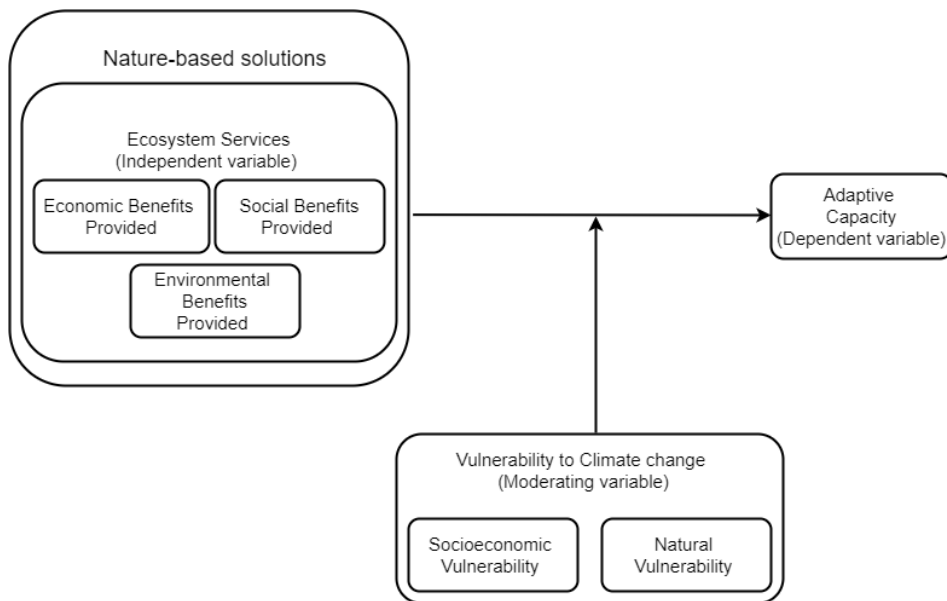 Nature-based solutions
Ecosystem Services
(Independent variable)
Economic Benefits
Provided
Social Benefits
Provided
Environmental
Benefits
Provided
Adaptive
Capacity
(Dependent variable)
Vulnerability to Climate change
(Moderating variable)
Socioeconomic
Vulnerability
Natural
Vulnerability